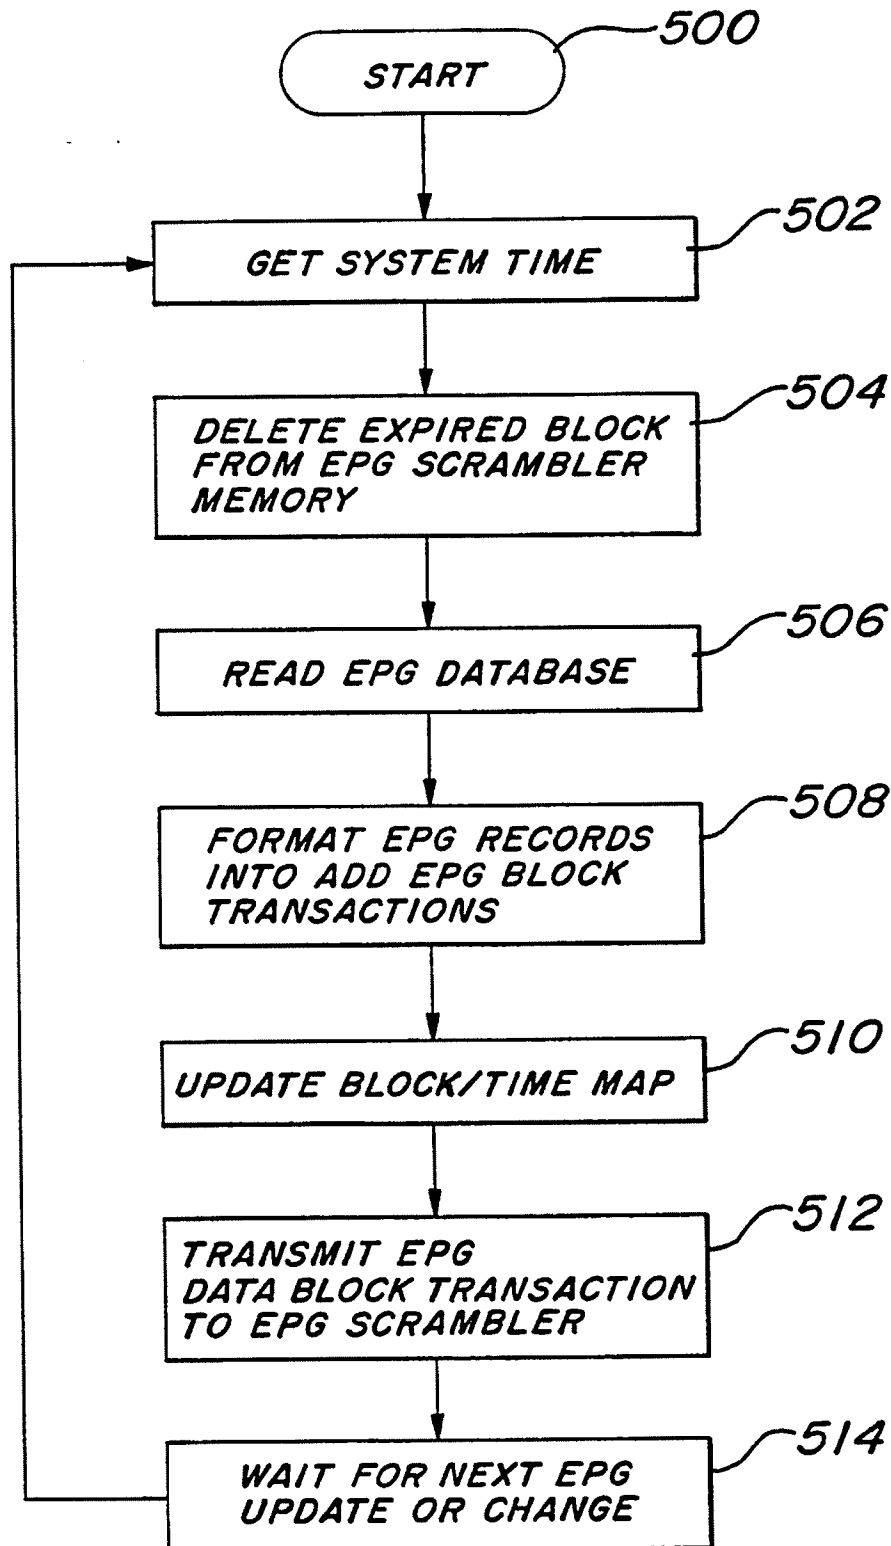 500
START
502
GET SYSTEM TIME
504
DELETE EXPIRED BLOCK
FROM EPG SCRAMBLER
MEMORY
506
READ EPG DATABASE
508
FORMAT EPG RECORDS
INTO ADD EPG BLOCK
TRANSACTIONS
510
UPDATE BLOCK/TIME MAP
512
TRANSMIT EPG
DATA BLOCK TRANSACTION
TO EPG SCRAMBLER
514
WAIT FOR NEXT EPG
UPDATE OR CHANGE